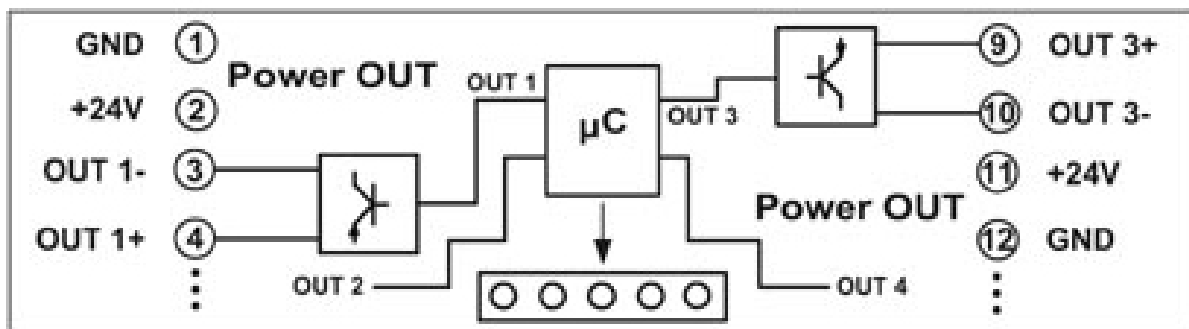 GND 1
Power OUT
+24V 2
OUT 1- 3
OUT 1+ 4
OUT 1
OUT 2
µC
OUT 3
OUT 4
9 OUT 3+
10 OUT 3-
11 +24V
Power OUT
12 GND